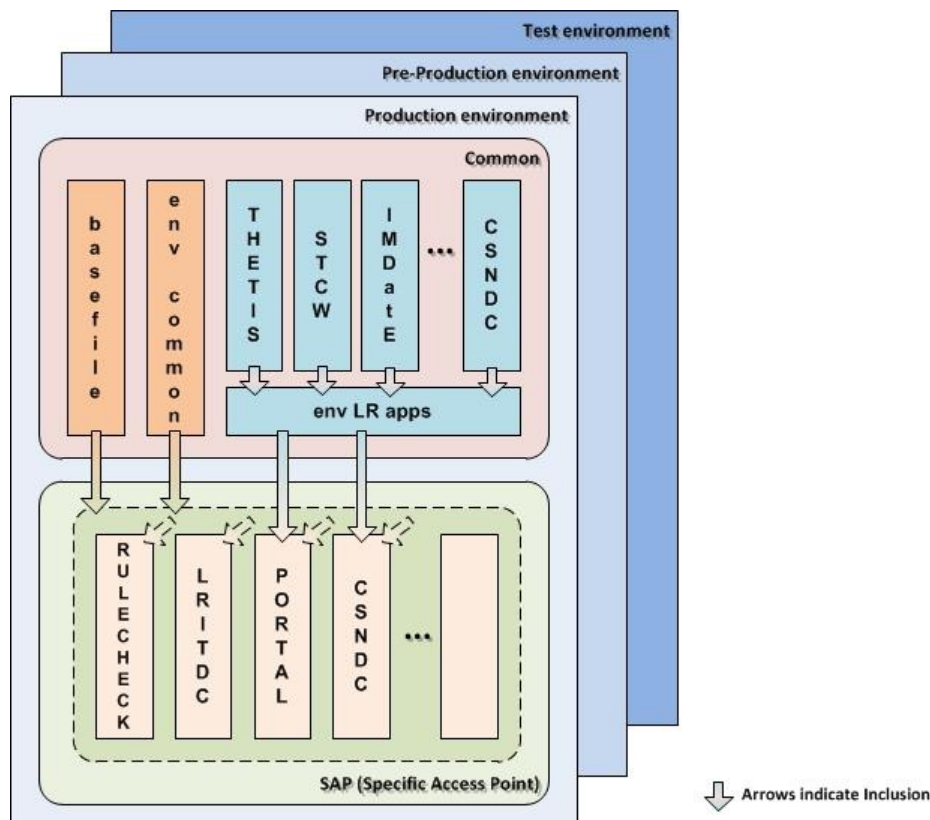 Test environment
Pre-Production environment
Production environment
Common
basefile
env common
THETIS
STCW
IMDatE
...
CSNDC
env LR apps
RULECHECK
LRITDC
PORTAL
CSNDC
...
SAP (Specific Access Point)
Arrows indicate Inclusion